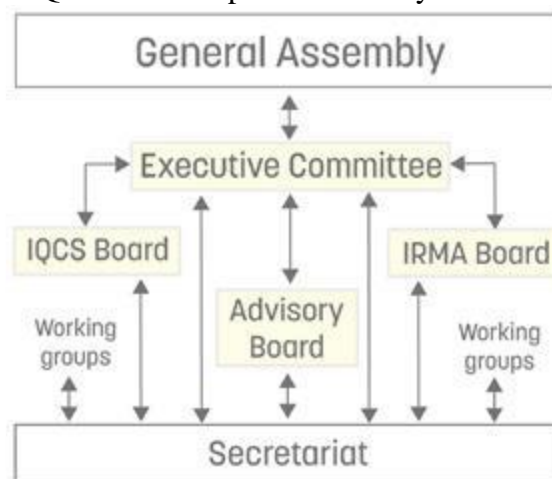 General Assembly
Executive Committee
IQCS Board
IRMA Board
Advisory
Board
Working
groups
Working
groups
Secretariat